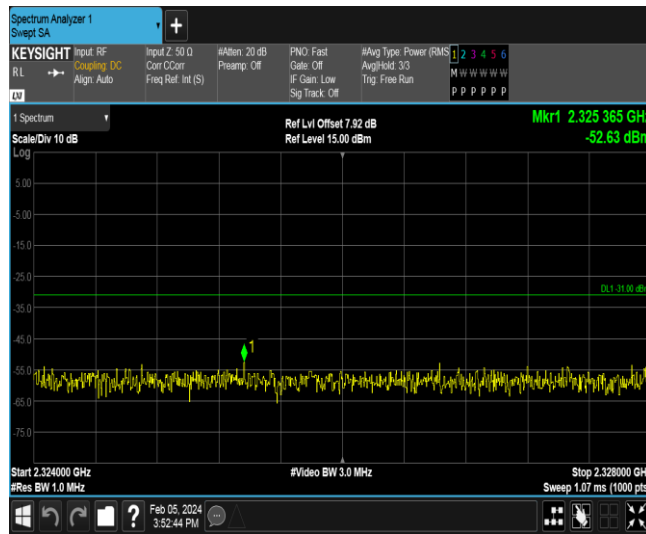 Spectrum Analyzer 1
Swept SA
+
KEYSIGHT Input: RF Input Z: 50 Ω #Atten: 20 dB PNO: Fast #Avg Type: Power (RMS 1 2 3 4 5 6
RL Coupling: DC Corr CCorr Preamp: Off Gate: Off Avg|Hold: 3/3 M W W W W W
Align: Auto Freq Ref: Int (S) IF Gain: Low Trig: Free Run
LXI Sig Track: Off P P P P P P
1 Spectrum Ref Lvl Offset 7.92 dB Mkr1 2.325 365 GH
Scale/Div 10 dB Ref Level 15.00 dBm -52.63 dBm
Log
5.00
-5.00
-15.0
-25.0
DL1 -31.00 dBm
-35.0
-45.0
1
-55.0
-65.0
-75.0
Start 2.324000 GHz #Video BW 3.0 MHz Stop 2.328000 GH
#Res BW 1.0 MHz Sweep 1.07 ms (1000 pts
? Feb 05, 2024
3:52:44 PM